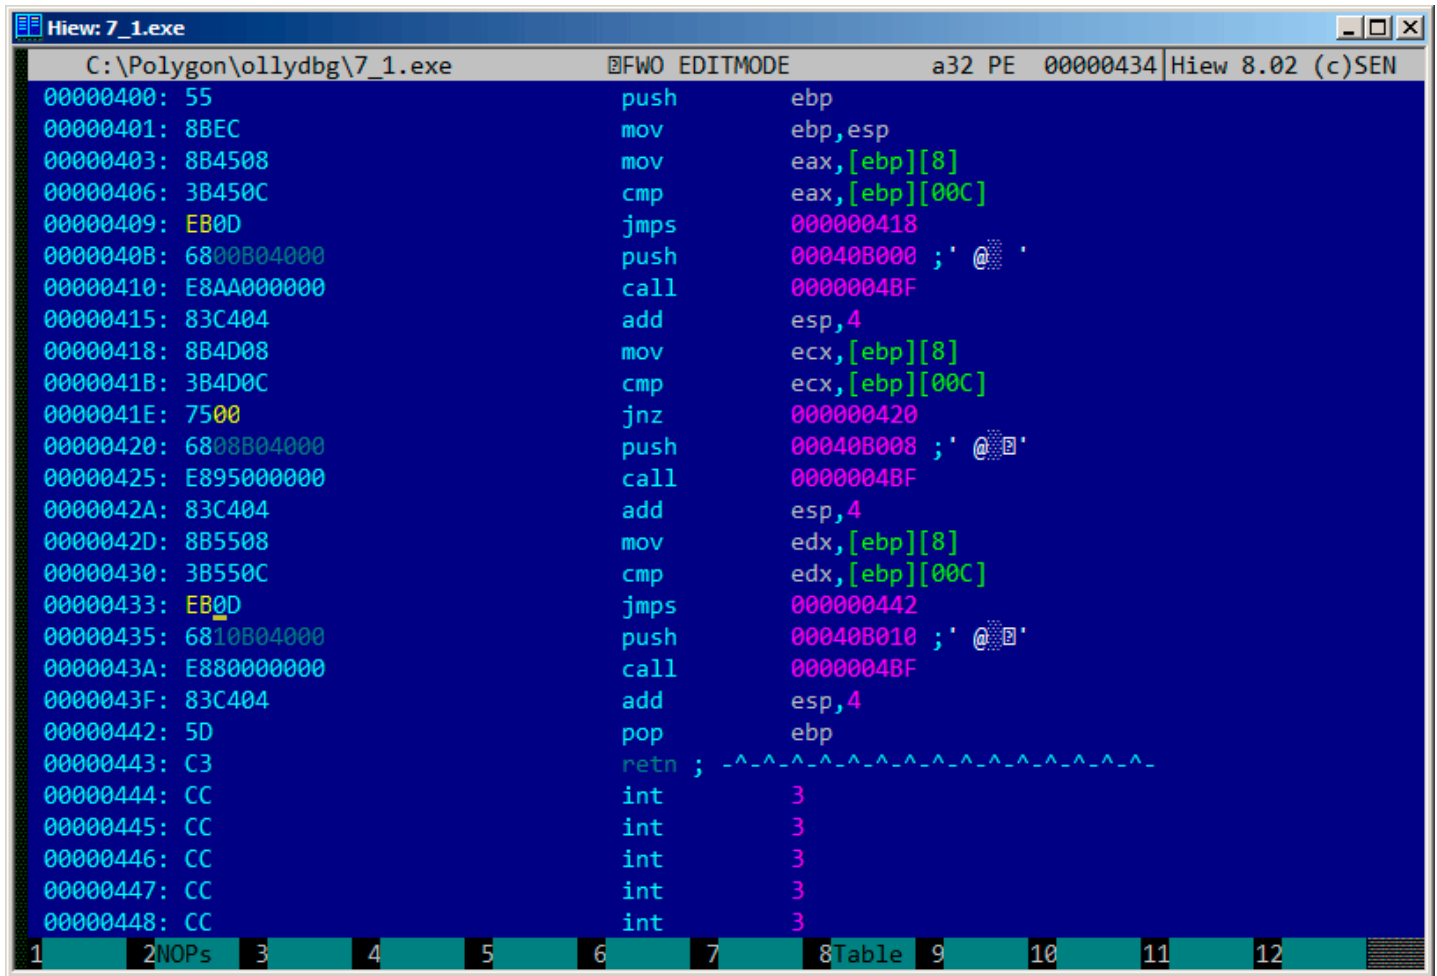 Hiew: 7_1.exe
C:\Polygon\ollydbg\7_1.exe FWO EDITMODE a32 PE 00000434 Hiew 8.02 (c)SEN
00000400: 55 push ebp
00000401: 8BEC mov ebp,esp
00000403: 8B4508 mov eax,[ebp][8]
00000406: 3B450C cmp eax,[ebp][00C]
00000409: EB0D jmps 000000418
0000040B: 6800B04000 push 00040B000 ;' @░ '
00000410: E8AA000000 call 0000004BF
00000415: 83C404 add esp,4
00000418: 8B4D08 mov ecx,[ebp][8]
0000041B: 3B4D0C cmp ecx,[ebp][00C]
0000041E: 7500 jnz 000000420
00000420: 6808B04000 push 00040B008 ;' @░⍰'
00000425: E895000000 call 0000004BF
0000042A: 83C404 add esp,4
0000042D: 8B5508 mov edx,[ebp][8]
00000430: 3B550C cmp edx,[ebp][00C]
00000433: EB0D jmps 000000442
00000435: 6810B04000 push 00040B010 ;' @░⍰'
0000043A: E880000000 call 0000004BF
0000043F: 83C404 add esp,4
00000442: 5D pop ebp
00000443: C3 retn ; -^-^-^-^-^-^-^-^-^-^-^-^-^-^-^-
00000444: CC int 3
00000445: CC int 3
00000446: CC int 3
00000447: CC int 3
00000448: CC int 3
1 2NOPs 3 4 5 6 7 8Table 9 10 11 12